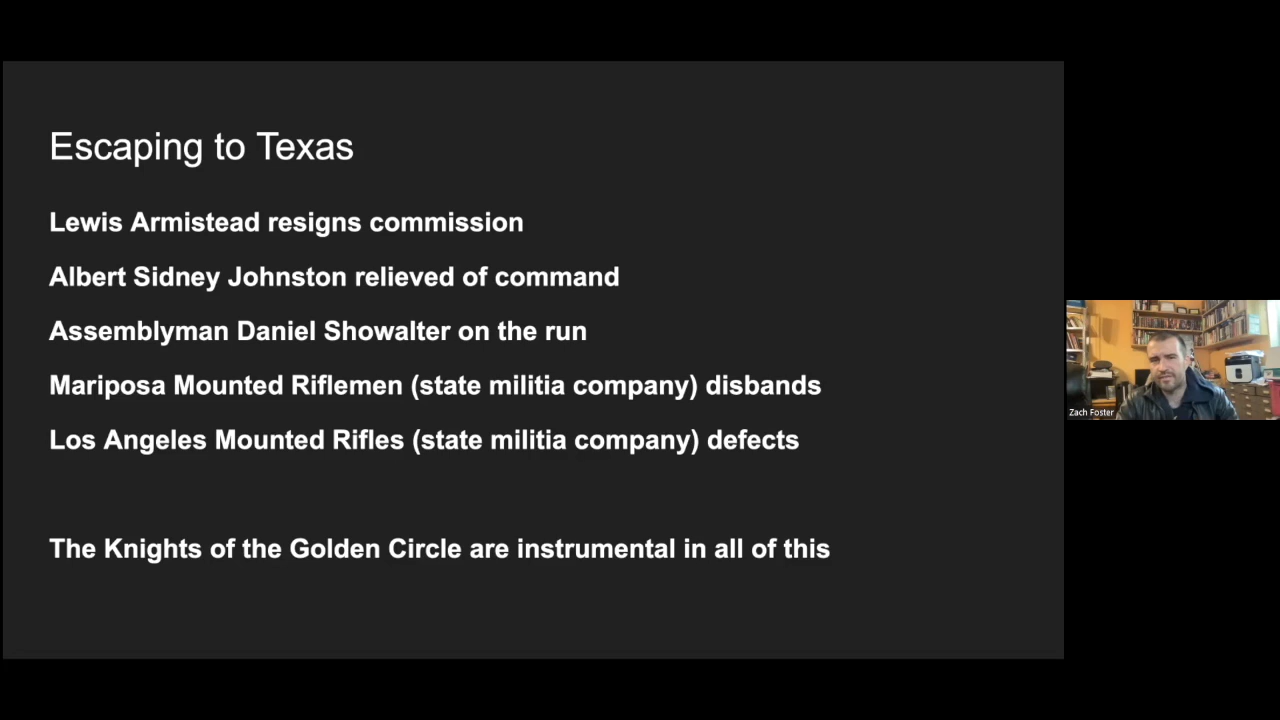 Escaping to Texas
Lewis Armistead resigns commission
Albert Sidney Johnston relieved of command
Assemblyman Daniel Showalter on the run
Mariposa Mounted Riflemen (state militia company) disbands
Los Angeles Mounted Rifles (state militia company) defects
The Knights of the Golden Circle are instrumental in all of this
Zach Foster